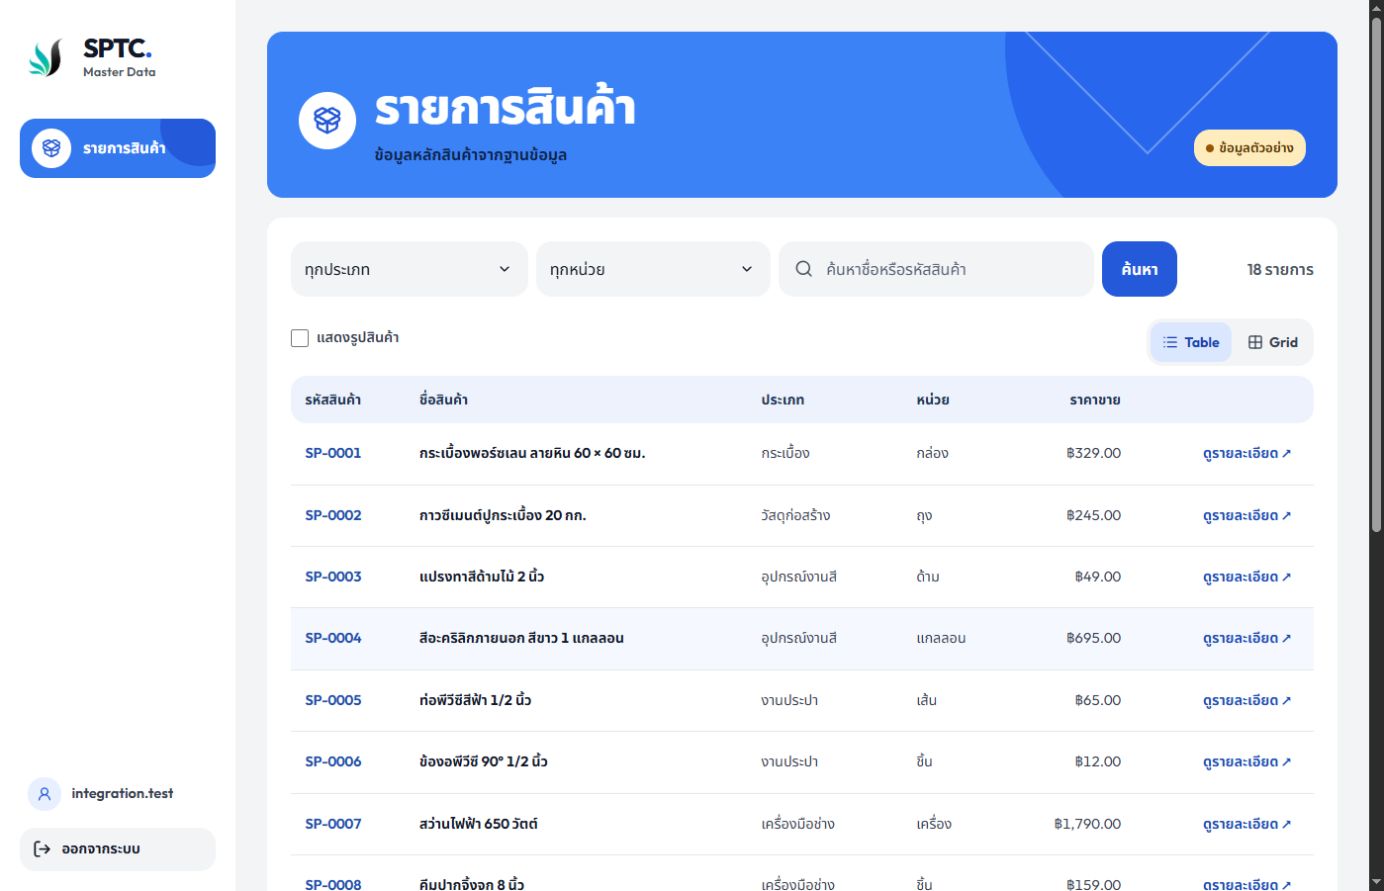 SPTC.
Master Data
รายการสินค้า
รายการสินค้า
ข้อมูลหลักสินค้าจากฐานข้อมูล
ข้อมูลตัวอย่าง
ทุกประเภท
ทุกหน่วย
ค้นหาชื่อหรือรหัสสินค้า
ค้นหา
18 รายการ
แสดงรูปสินค้า
Table
Grid
รหัสสินค้า ชื่อสินค้า ประเภท หน่วย ราคาขาย
SP-0001 กระเบื้องพอร์ซเลน ลายหิน 60 × 60 ซม. กระเบื้อง กล่อง ฿329.00 ดูรายละเอียด ↗
SP-0002 กาวซีเมนต์ปูกระเบื้อง 20 กก. วัสดุก่อสร้าง ถุง ฿245.00 ดูรายละเอียด ↗
SP-0003 แปรงทาสีด้ามไม้ 2 นิ้ว อุปกรณ์งานสี ด้าม ฿49.00 ดูรายละเอียด ↗
SP-0004 สีอะคริลิกภายนอก สีขาว 1 แกลลอน อุปกรณ์งานสี แกลลอน ฿695.00 ดูรายละเอียด ↗
SP-0005 ท่อพีวีซีสีฟ้า 1/2 นิ้ว งานประปา เส้น ฿65.00 ดูรายละเอียด ↗
SP-0006 ข้องอพีวีซี 90° 1/2 นิ้ว งานประปา ชิ้น ฿12.00 ดูรายละเอียด ↗
SP-0007 สว่านไฟฟ้า 650 วัตต์ เครื่องมือช่าง เครื่อง ฿1,790.00 ดูรายละเอียด ↗
SP-0008 คีมปากจิ้งจก 8 นิ้ว เครื่องมือช่าง ชิ้น ฿159.00 ดูรายละเอียด ↗
integration.test
ออกจากระบบ